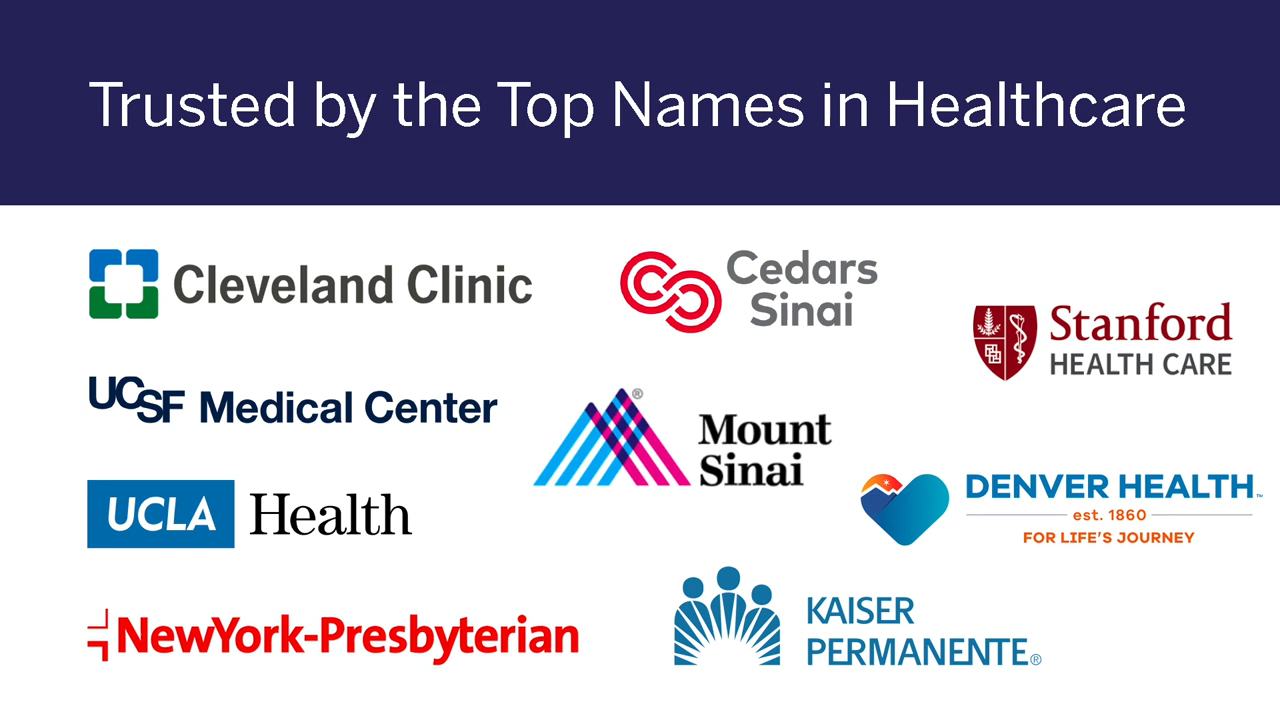 Trusted by the Top Names in Healthcare
Cleveland Clinic
Cedars
Sinai
Stanford
HEALTH CARE
UCSF Medical Center
Mount
Sinai
®
UCLA Health
DENVER HEALTH™
est. 1860
FOR LIFE'S JOURNEY
NewYork-Presbyterian
KAISER
PERMANENTE®